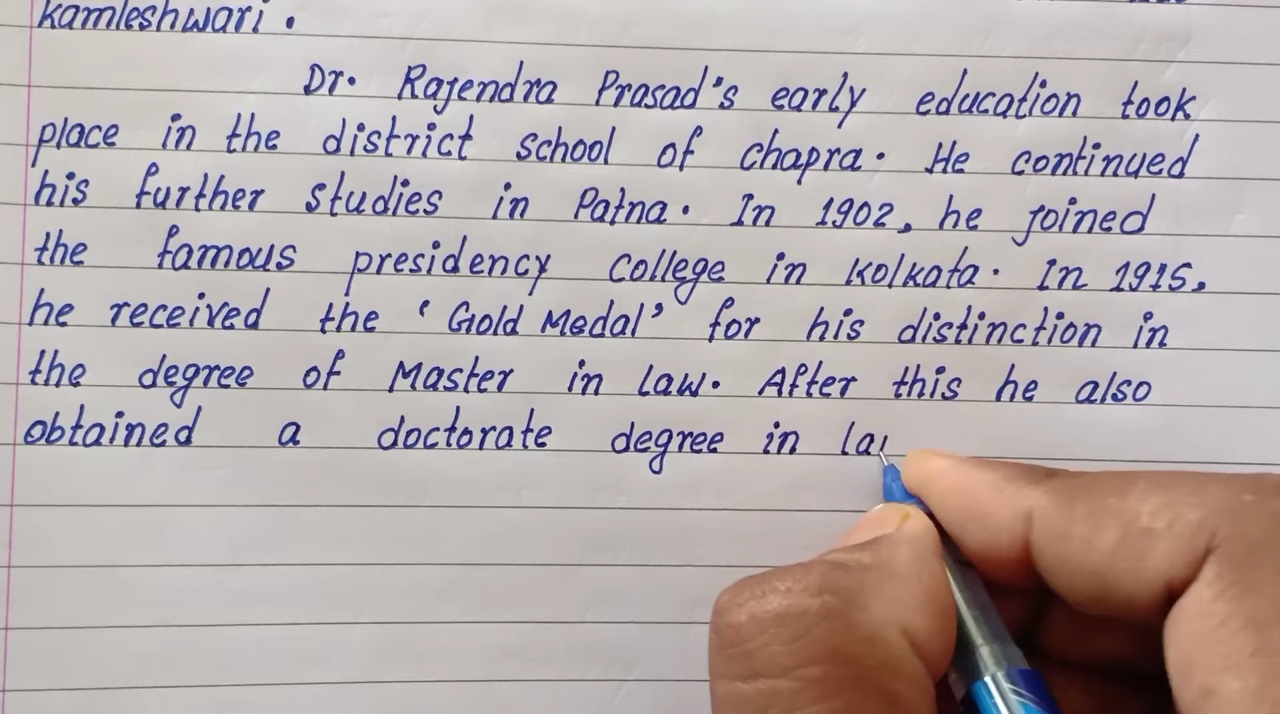 Kamleshwari.
Dr. Rajendra Prasad's early education took
place in the district school of chapra. He continued
his further studies in Patna. In 1902, he joined
the famous presidency college in Kolkata. In 1915,
he received the 'Gold Medal' for his distinction in
the degree of Master in law. After this he also
obtained a doctorate degree in